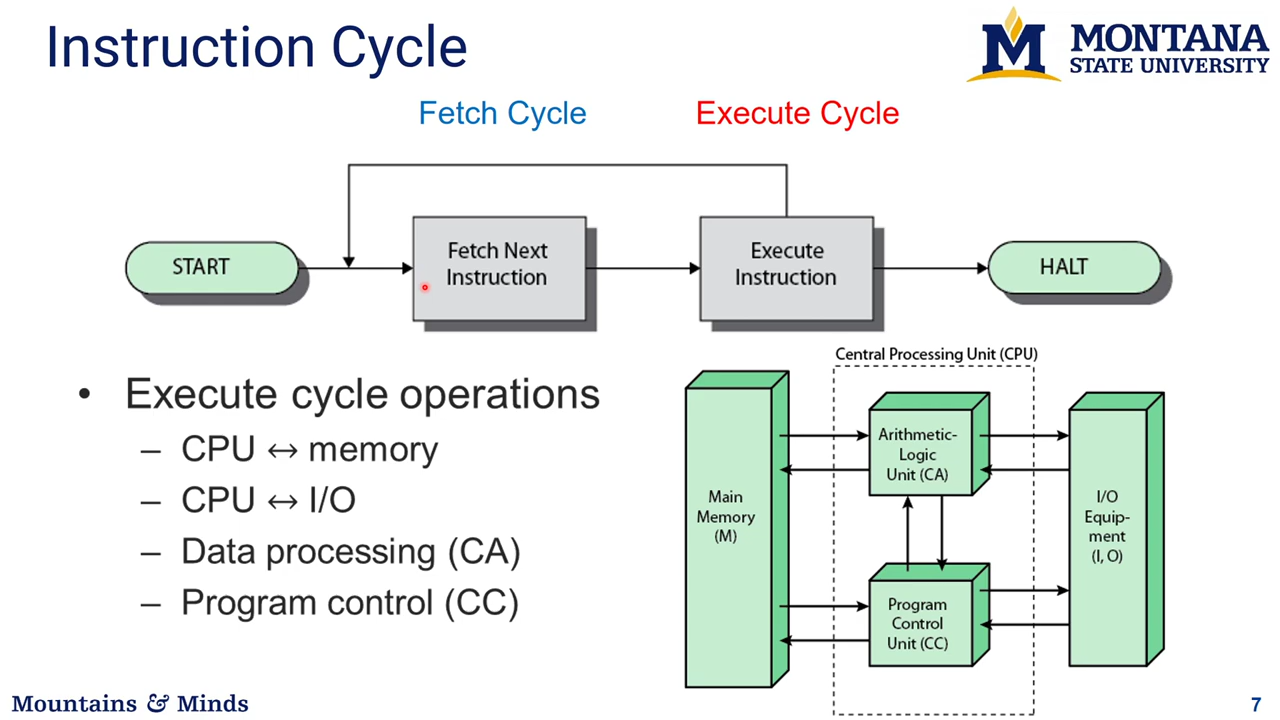 Instruction Cycle
MONTANA
STATE UNIVERSITY
Fetch Cycle
Execute Cycle
START
Fetch Next
Instruction
Execute
Instruction
HALT
• Execute cycle operations
– CPU ↔ memory
– CPU ↔ I/O
– Data processing (CA)
– Program control (CC)
Central Processing Unit (CPU)
Main
Memory
(M)
Arithmetic-
Logic
Unit (CA)
Program
Control
Unit (CC)
I/O
Equip-
ment
(I, O)
Mountains & Minds
7